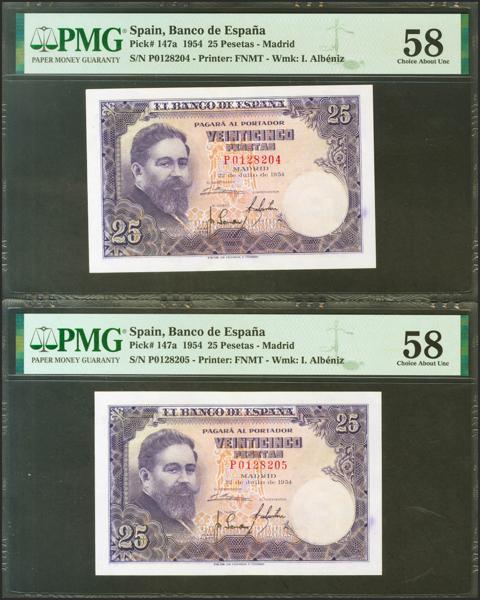 PMG
PAPER MONEY GUARANTY
Spain, Banco de España
Pick# 147a 1954 25 Pesetas - Madrid
S/N P0128204 - Printer: FNMT - Wmk: I. Albéniz
58
Choice About Unc
EL BANCO DE ESPAÑA
25
PAGARÁ AL PORTADOR
VEINTICINCO
PESETAS
P0128204
MADRID
22 de Julio de 1954
25
PMG
PAPER MONEY GUARANTY
Spain, Banco de España
Pick# 147a 1954 25 Pesetas - Madrid
S/N P0128205 - Printer: FNMT - Wmk: I. Albéniz
58
Choice About Unc
EL BANCO DE ESPAÑA
25
PAGARÁ AL PORTADOR
VEINTICINCO
PESETAS
P0128205
MADRID
22 de Julio de 1954
25